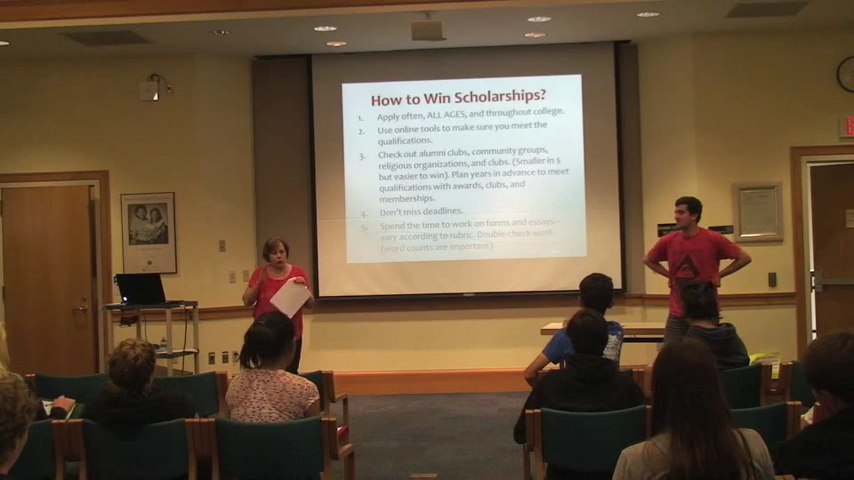 How to Win Scholarships?
1. Apply often, ALL AGES, and throughout college.
2. Use online tools to make sure you meet the
qualifications.
3. Check out alumni clubs, community groups,
religious organizations, and clubs. (Smaller in $
but easier to win). Plan years in advance to meet
qualifications with awards, clubs, and
memberships.
4. Don't miss deadlines.
5. Spend the time to work on forms and essays–
vary according to rubric. Double-check work
(word counts are important).